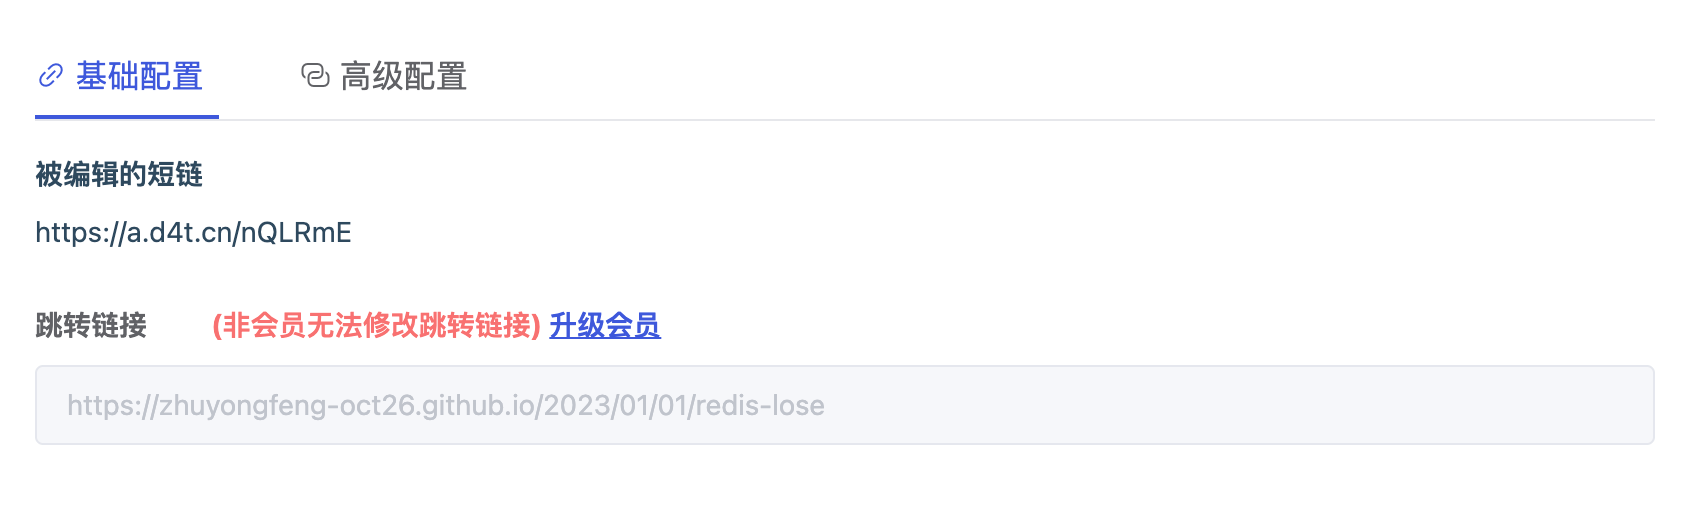 基础配置 高级配置
被编辑的短链
https://a.d4t.cn/nQLRmE
跳转链接 (非会员无法修改跳转链接) 升级会员
https://zhuyongfeng-oct26.github.io/2023/01/01/redis-lose